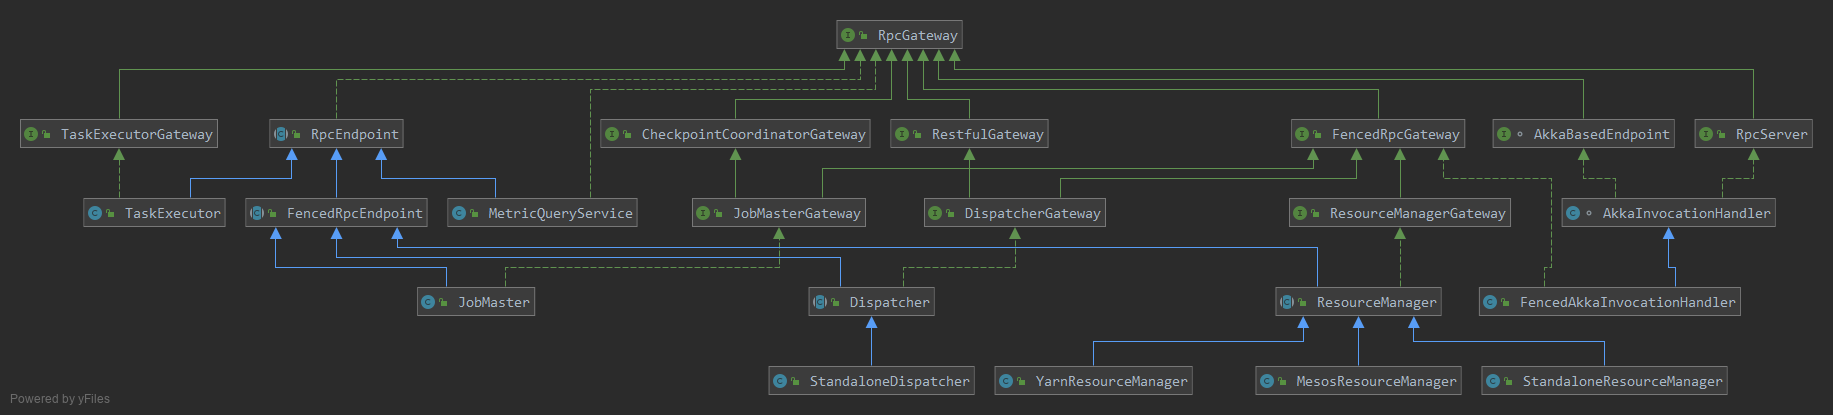 RpcGateway
TaskExecutorGateway
RpcEndpoint
CheckpointCoordinatorGateway
RestfulGateway
FencedRpcGateway
AkkaBasedEndpoint
RpcServer
TaskExecutor
FencedRpcEndpoint
MetricQueryService
JobMasterGateway
DispatcherGateway
ResourceManagerGateway
AkkaInvocationHandler
JobMaster
Dispatcher
ResourceManager
FencedAkkaInvocationHandler
StandaloneDispatcher
YarnResourceManager
MesosResourceManager
StandaloneResourceManager
Powered by yFiles